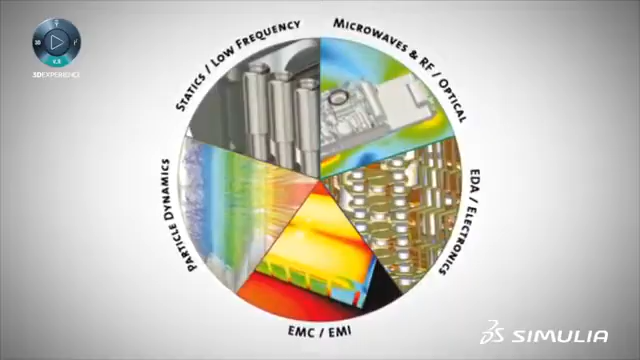 3DEXPERIENCE
STATICS / LOW FREQUENCY
MICROWAVES & RF / OPTICAL
EDA / ELECTRONICS
EMC / EMI
PARTICLE DYNAMICS
SIMULIA